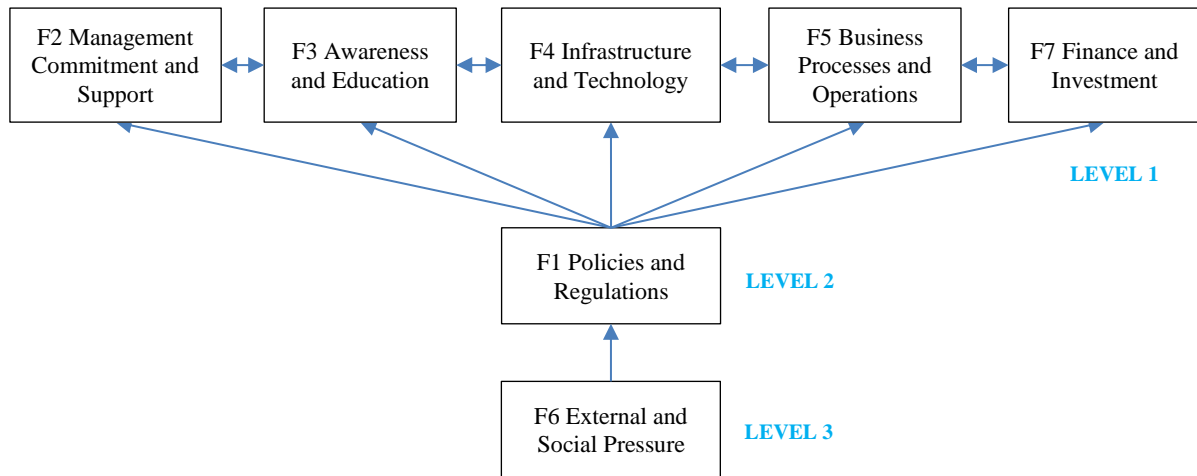 F2 Management
Commitment and
Support
F3 Awareness
and Education
F4 Infrastructure
and Technology
F5 Business
Processes and
Operations
F7 Finance and
Investment
LEVEL 1
F1 Policies and
Regulations
LEVEL 2
F6 External and
Social Pressure
LEVEL 3